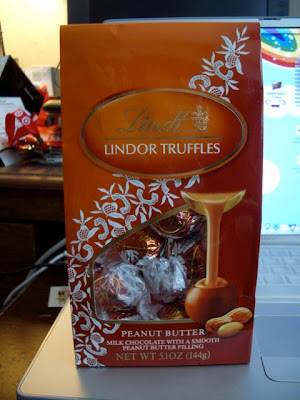 Lindt
LINDOR TRUFFLES
PEANUT BUTTER
MILK CHOCOLATE WITH A SMOOTH
PEANUT BUTTER FILLING
NET WT 5.1OZ (144g)